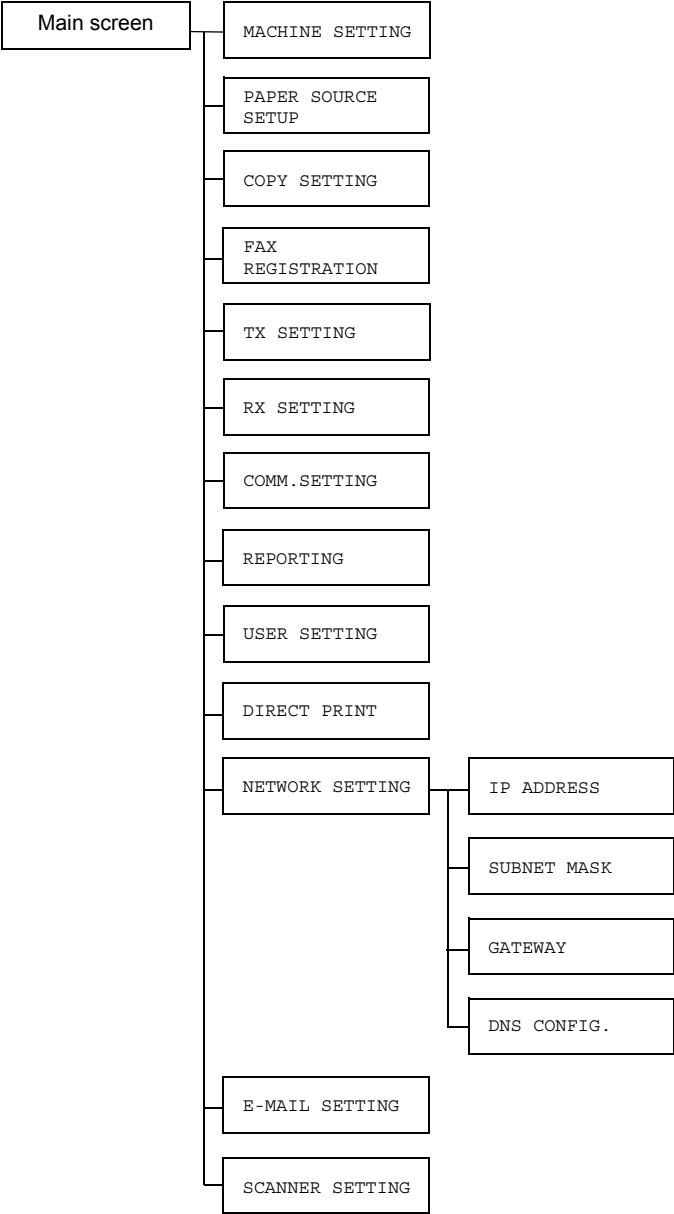 Main screen
MACHINE SETTING
PAPER SOURCE
SETUP
COPY SETTING
FAX
REGISTRATION
TX SETTING
RX SETTING
COMM.SETTING
REPORTING
USER SETTING
DIRECT PRINT
NETWORK SETTING
IP ADDRESS
SUBNET MASK
GATEWAY
DNS CONFIG.
E-MAIL SETTING
SCANNER SETTING